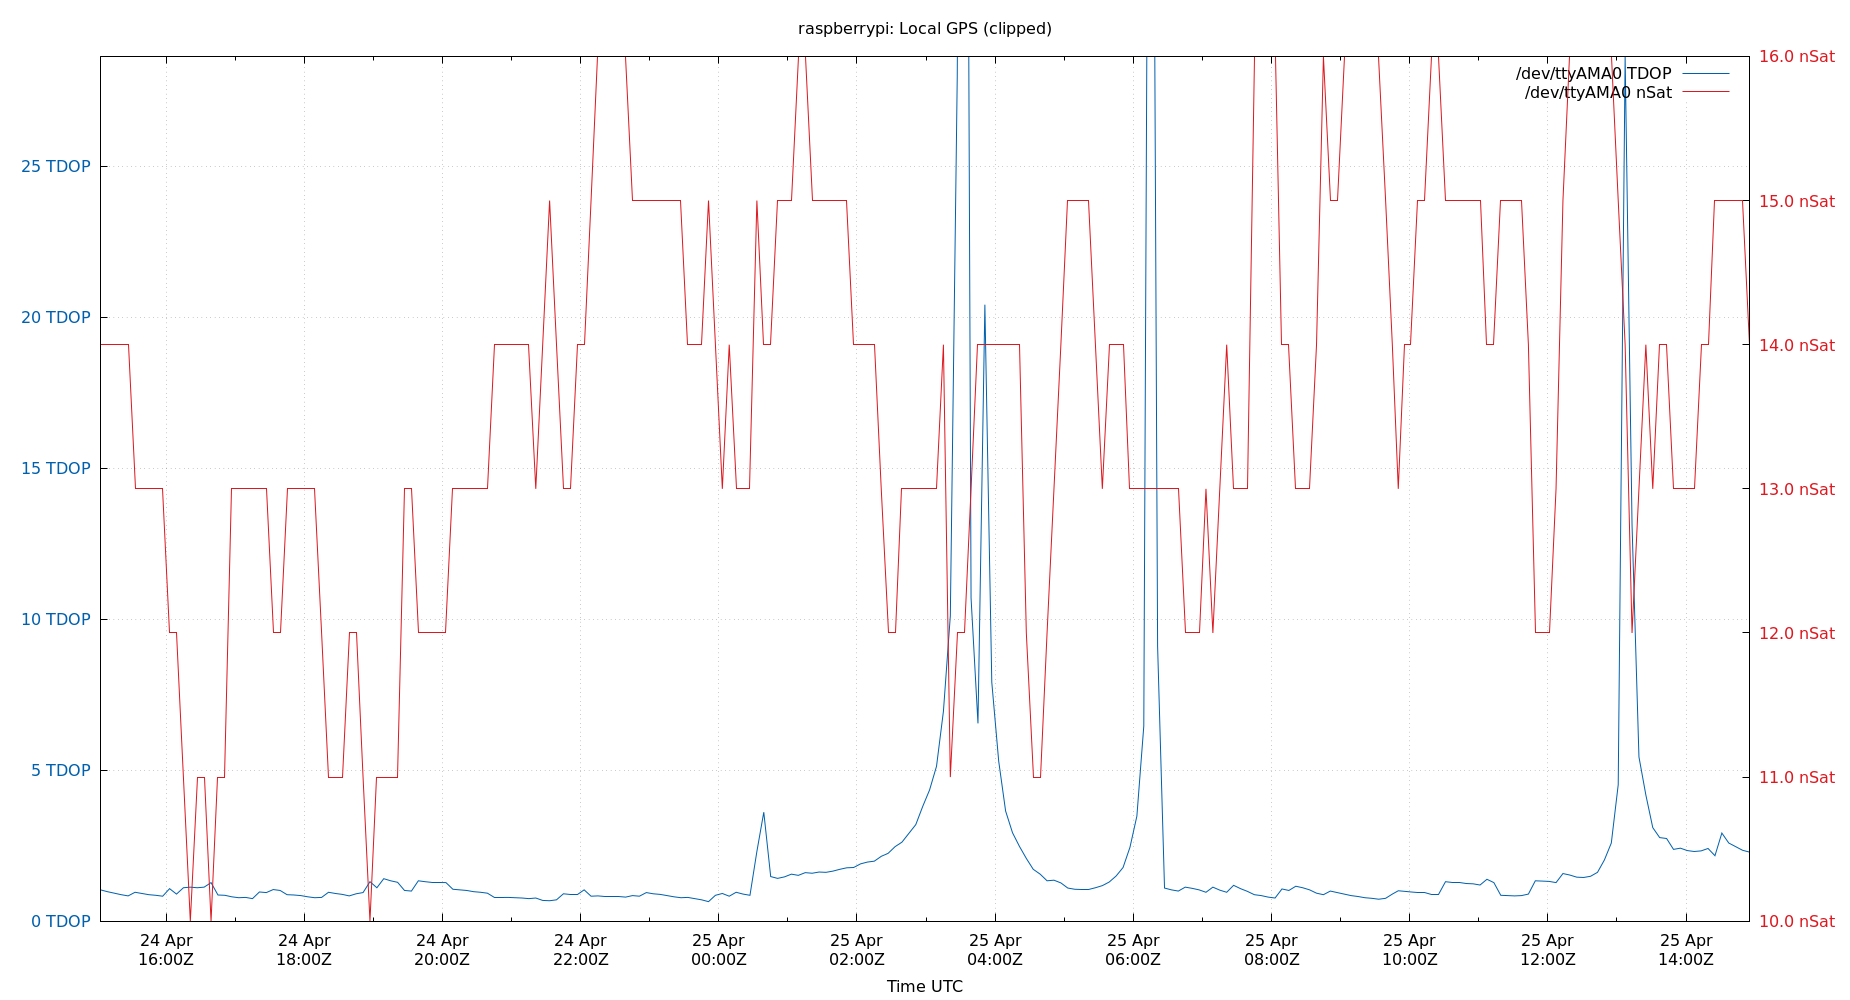 raspberrypi: Local GPS (clipped)
16.0 nSat
/dev/ttyAMA0 TDOP
/dev/ttyAMA0 nSat
25 TDOP
15.0 nSat
20 TDOP
14.0 nSat
15 TDOP
13.0 nSat
10 TDOP
12.0 nSat
5 TDOP
11.0 nSat
0 TDOP
10.0 nSat
24 Apr 24 Apr 24 Apr 24 Apr 25 Apr 25 Apr 25 Apr 25 Apr 25 Apr 25 Apr 25 Apr 25 Apr
16:00Z 18:00Z 20:00Z 22:00Z 00:00Z 02:00Z 04:00Z 06:00Z 08:00Z 10:00Z 12:00Z 14:00Z
Time UTC